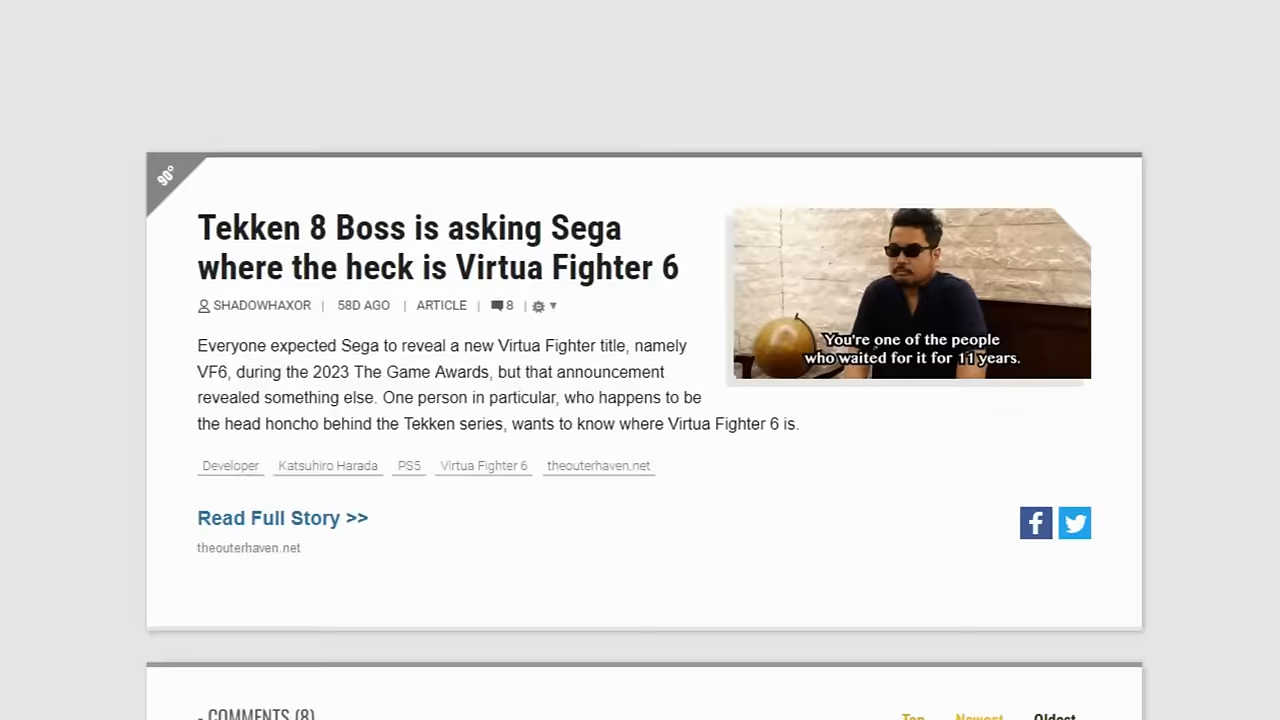 90°
Tekken 8 Boss is asking Sega
where the heck is Virtua Fighter 6
SHADOWHAXOR | 58D AGO | ARTICLE | 8 | ▼
You're one of the people
who waited for it for 11 years.
Everyone expected Sega to reveal a new Virtua Fighter title, namely
VF6, during the 2023 The Game Awards, but that announcement
revealed something else. One person in particular, who happens to be
the head honcho behind the Tekken series, wants to know where Virtua Fighter 6 is.
Developer Katsuhiro Harada PS5 Virtua Fighter 6 theouterhaven.net
Read Full Story >>
theouterhaven.net
- COMMENTS (8) Top Newest Oldest